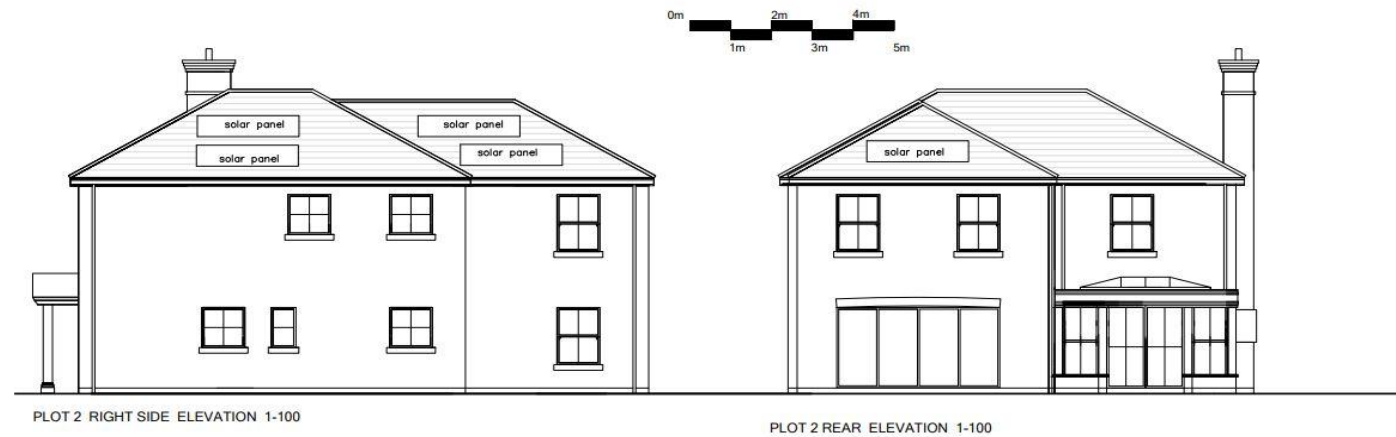 0m 2m 4m
1m 3m 5m
solar panel solar panel
solar panel solar panel
solar panel
PLOT 2 RIGHT SIDE ELEVATION 1-100
PLOT 2 REAR ELEVATION 1-100